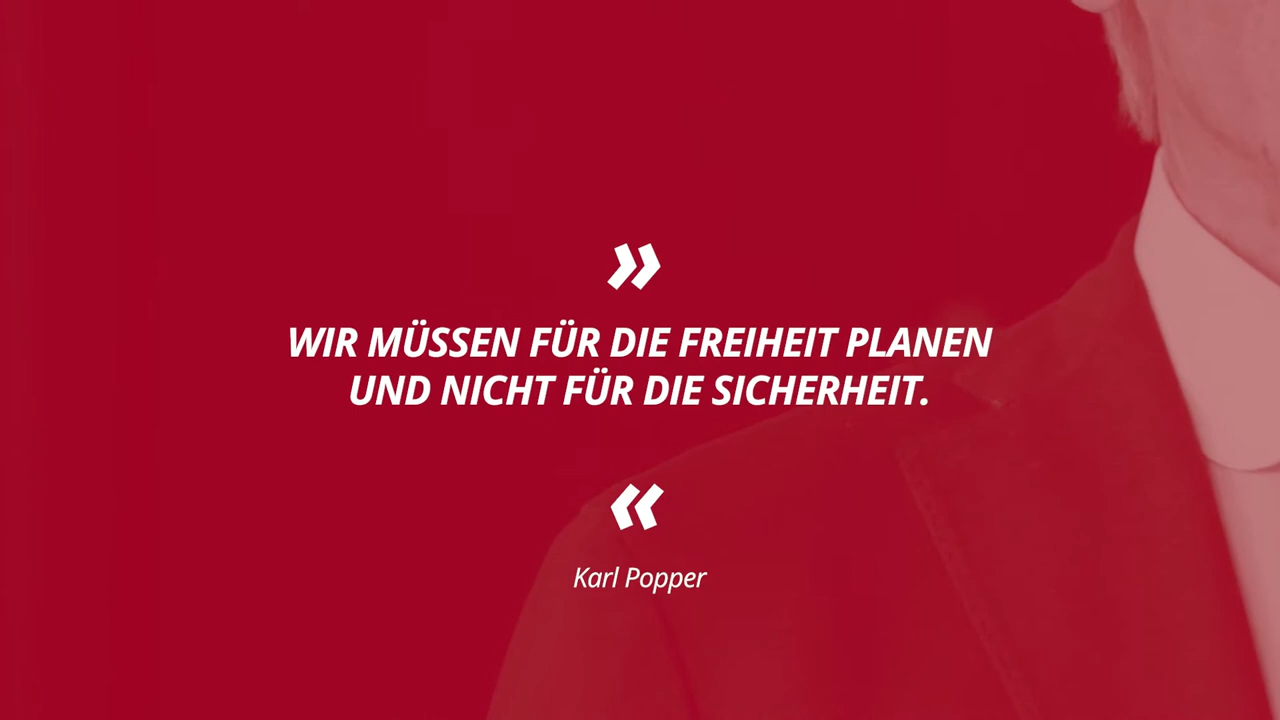 »
WIR MÜSSEN FÜR DIE FREIHEIT PLANEN
UND NICHT FÜR DIE SICHERHEIT.
«
Karl Popper